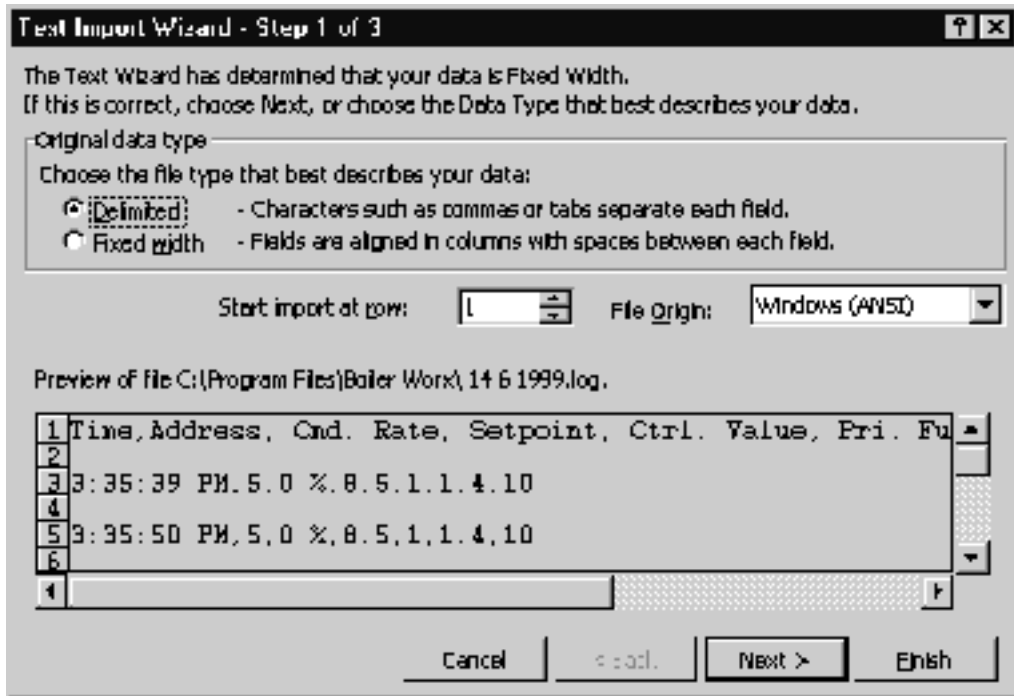 Text Import Wizard - Step 1 of 3
The Text Wizard has determined that your data is Fixed Width.
If this is correct, choose Next, or choose the Data Type that best describes your data.
Original data type
Choose the file type that best describes your data:
Delimited - Characters such as commas or tabs separate each field.
Fixed width - Fields are aligned in columns with spaces between each field.
Start import at row: 1 File Origin: Windows (ANSI)
Preview of file C:\Program Files\Boiler Worx\ 14 6 1999.log.
1 Time,Address, Cmd. Rate, Setpoint, Ctrl. Value, Pri. Fu
2
3 3:35:39 PM,5,0 %,8.5,1,1.4,10
4
5 3:35:50 PM,5,0 %,8.5,1,1.4,10
6
Cancel < Back Next > Finish